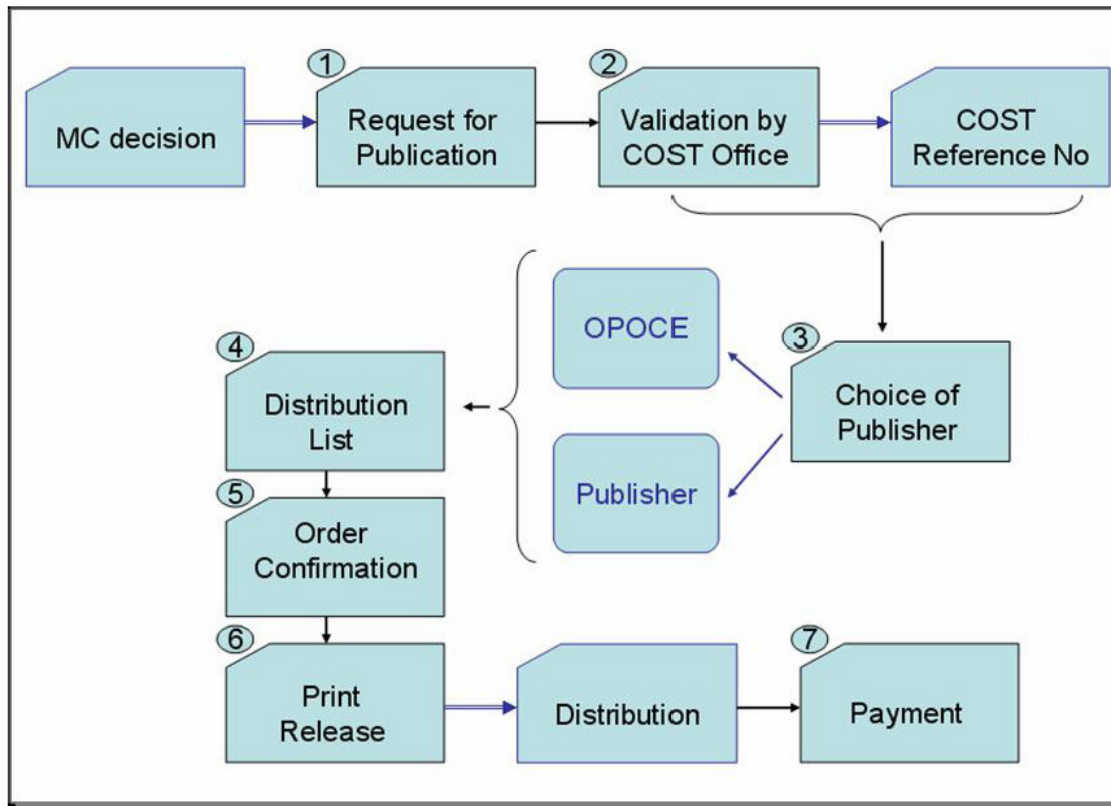 MC decision
1
Request for
Publication
2
Validation by
COST Office
COST
Reference No
3
Choice of
Publisher
OPOCE
Publisher
4
Distribution
List
5
Order
Confirmation
6
Print
Release
Distribution
7
Payment